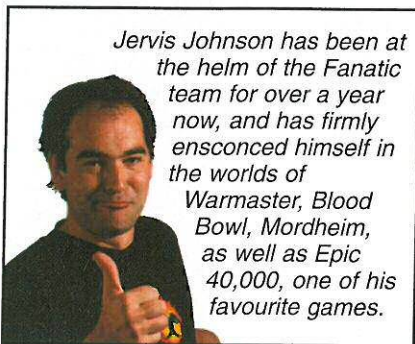 Jervis Johnson has been at
the helm of the Fanatic
team for over a year
now, and has firmly
ensconced himself in
the worlds of
Warmaster, Blood
Bowl, Mordheim,
as well as Epic
40,000, one of his
favourite games.